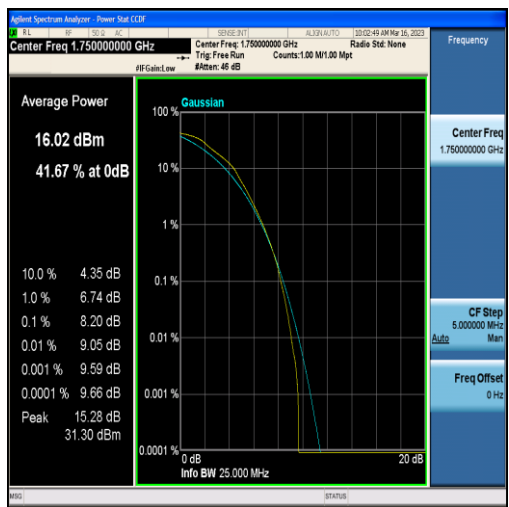 Agilent Spectrum Analyzer - Power Stat CCDF
RL RF 50 Ω AC SENSE:INT ALIGN AUTO 10:02:49 AM Mar 16, 2023
Center Freq 1.750000000 GHz
Center Freq: 1.750000000 GHz Radio Std: None
Trig: Free Run Counts:1.00 M/1.00 Mpt
#IFGain:Low #Atten: 46 dB
Frequency
Average Power
16.02 dBm
41.67 % at 0dB
10.0 % 4.35 dB
1.0 % 6.74 dB
0.1 % 8.20 dB
0.01 % 9.05 dB
0.001 % 9.59 dB
0.0001 % 9.66 dB
Peak 15.28 dB
31.30 dBm
Gaussian
100 %
10 %
1 %
0.1 %
0.01 %
0.001 %
0.0001 %
0 dB 20 dB
Info BW 25.000 MHz
Center Freq
1.750000000 GHz
CF Step
5.000000 MHz
Auto Man
Freq Offset
0 Hz
MSG STATUS